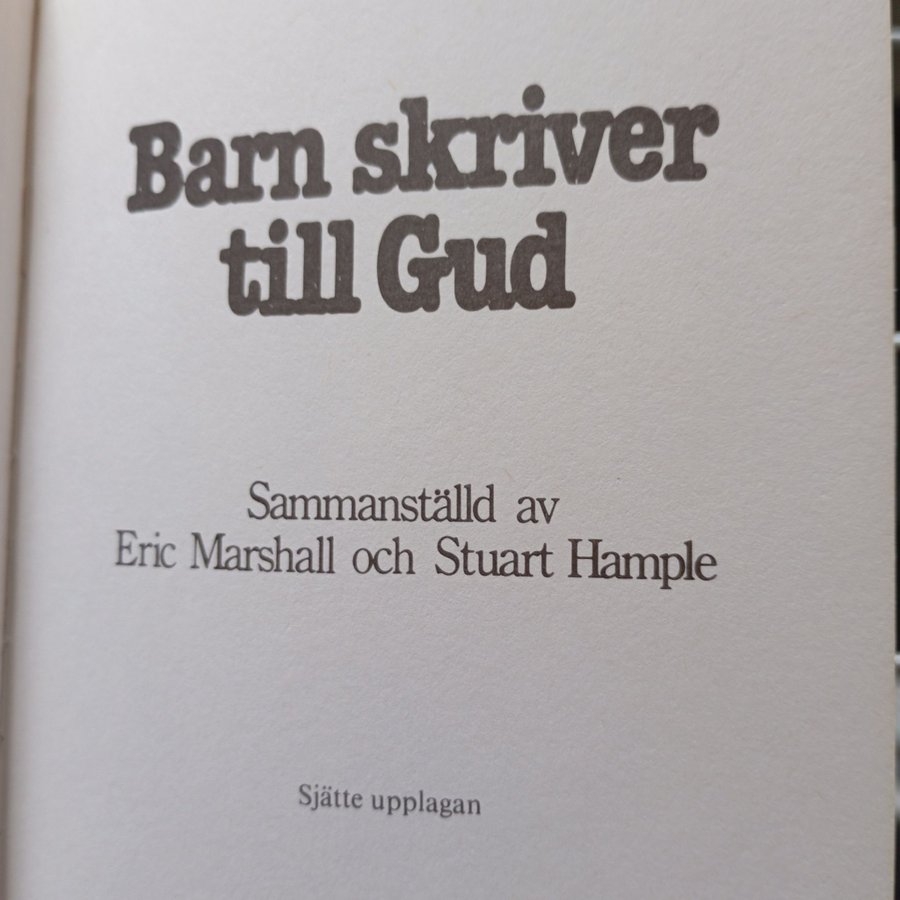 Barn skriver
till Gud
Sammanställd av
Eric Marshall och Stuart Hample
Sjätte upplagan